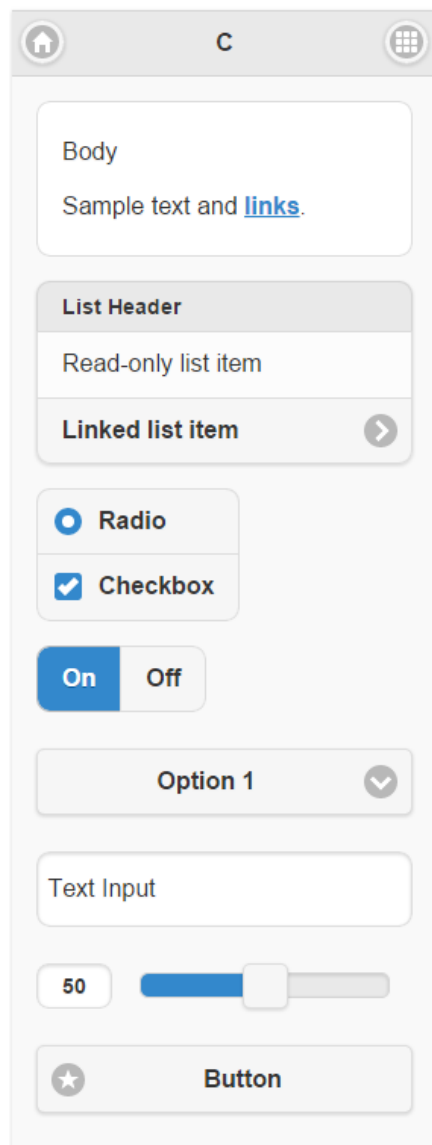 C
Body
Sample text and links.
List Header
Read-only list item
Linked list item
Radio
Checkbox
On Off
Option 1
Text Input
50
Button